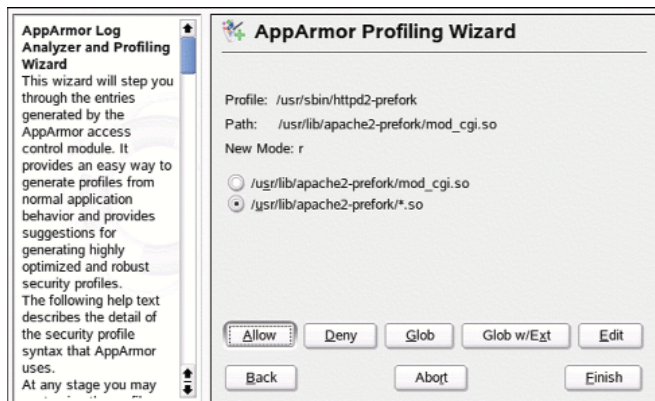 AppArmor Log
Analyzer and Profiling
Wizard
This wizard will step you
through the entries
generated by the
AppArmor access
control module. It
provides an easy way to
generate profiles from
normal application
behavior and provides
suggestions for
generating highly
optimized and robust
security profiles.
The following help text
describes the detail of
the security profile
syntax that AppArmor
uses.
At any stage you may
AppArmor Profiling Wizard
Profile: /usr/sbin/httpd2-prefork
Path: /usr/lib/apache2-prefork/mod_cgi.so
New Mode: r
/usr/lib/apache2-prefork/mod_cgi.so
/usr/lib/apache2-prefork/*.so
Allow Deny Glob Glob w/Ext Edit
Back Abort Finish